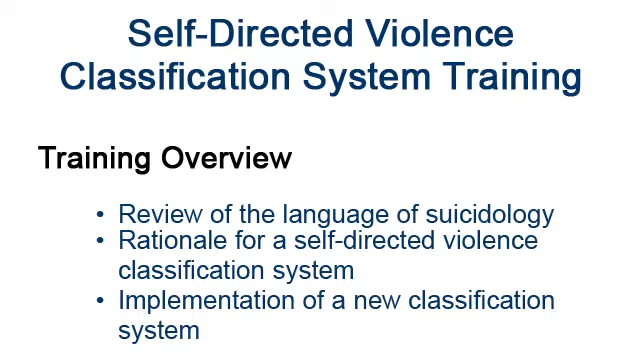 Self-Directed Violence
Classification System Training
Training Overview
• Review of the language of suicidology
• Rationale for a self-directed violence
classification system
• Implementation of a new classification
system